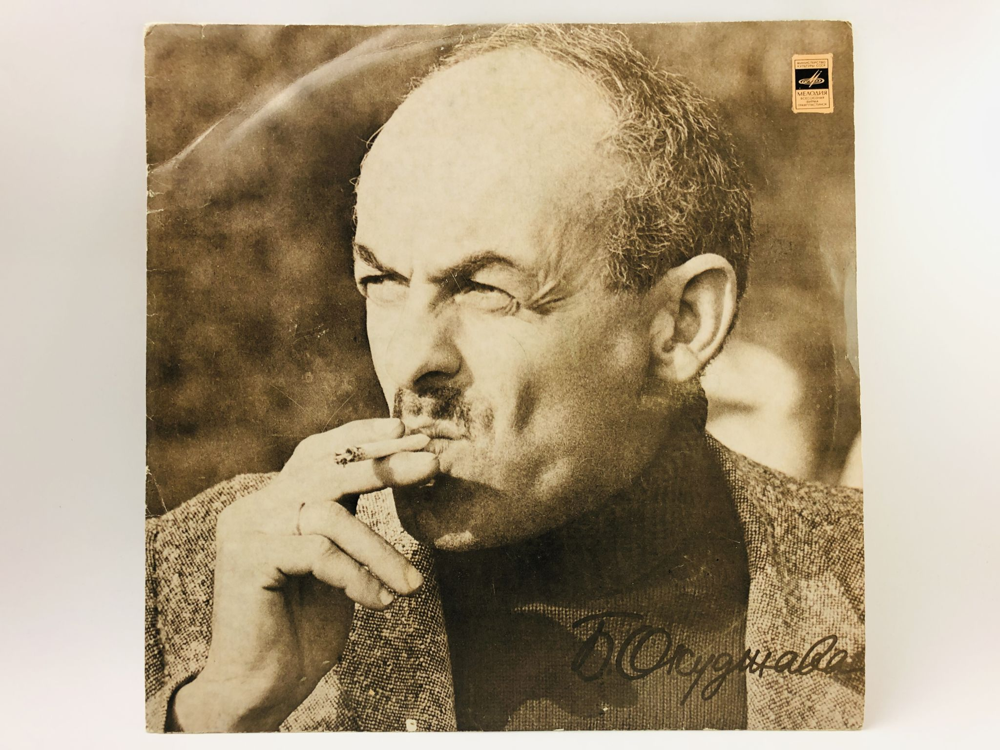 МИНИСТЕРСТВО
КУЛЬТУРЫ СССР
МЕЛОДИЯ
ВСЕСОЮЗНАЯ
ФИРМА
ГРАМПЛАСТИНОК
Б. Окуджава